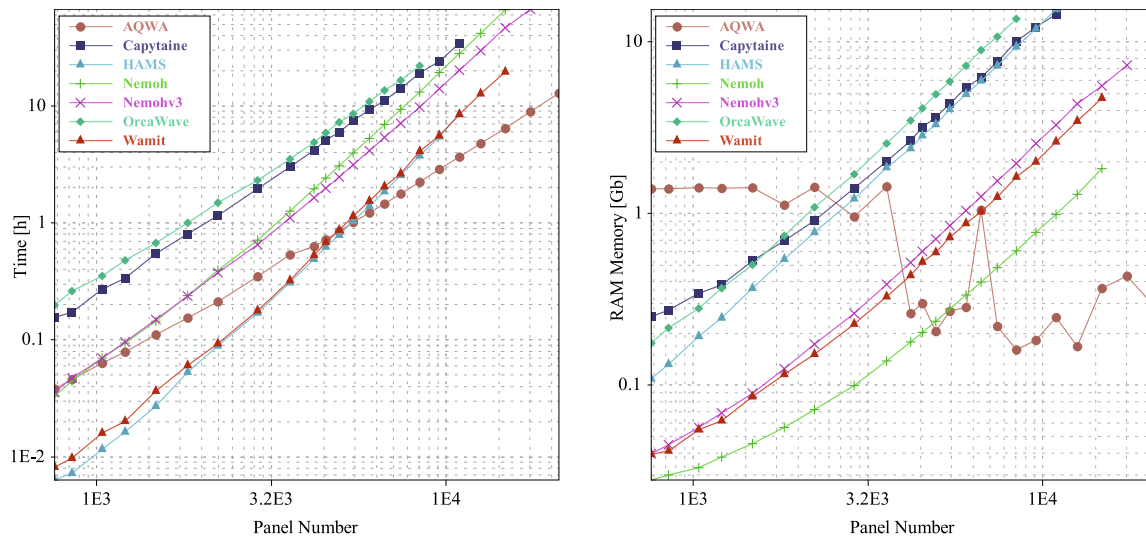 AQWA
Capytaine
HAMS
Nemoh
Nemohv3
OrcaWave
Wamit
10
1
0.1
1E-2
Time [h]
1E3
3.2E3
1E4
Panel Number
AQWA
Capytaine
HAMS
Nemoh
Nemohv3
OrcaWave
Wamit
10
1
0.1
RAM Memory [Gb]
1E3
3.2E3
1E4
Panel Number